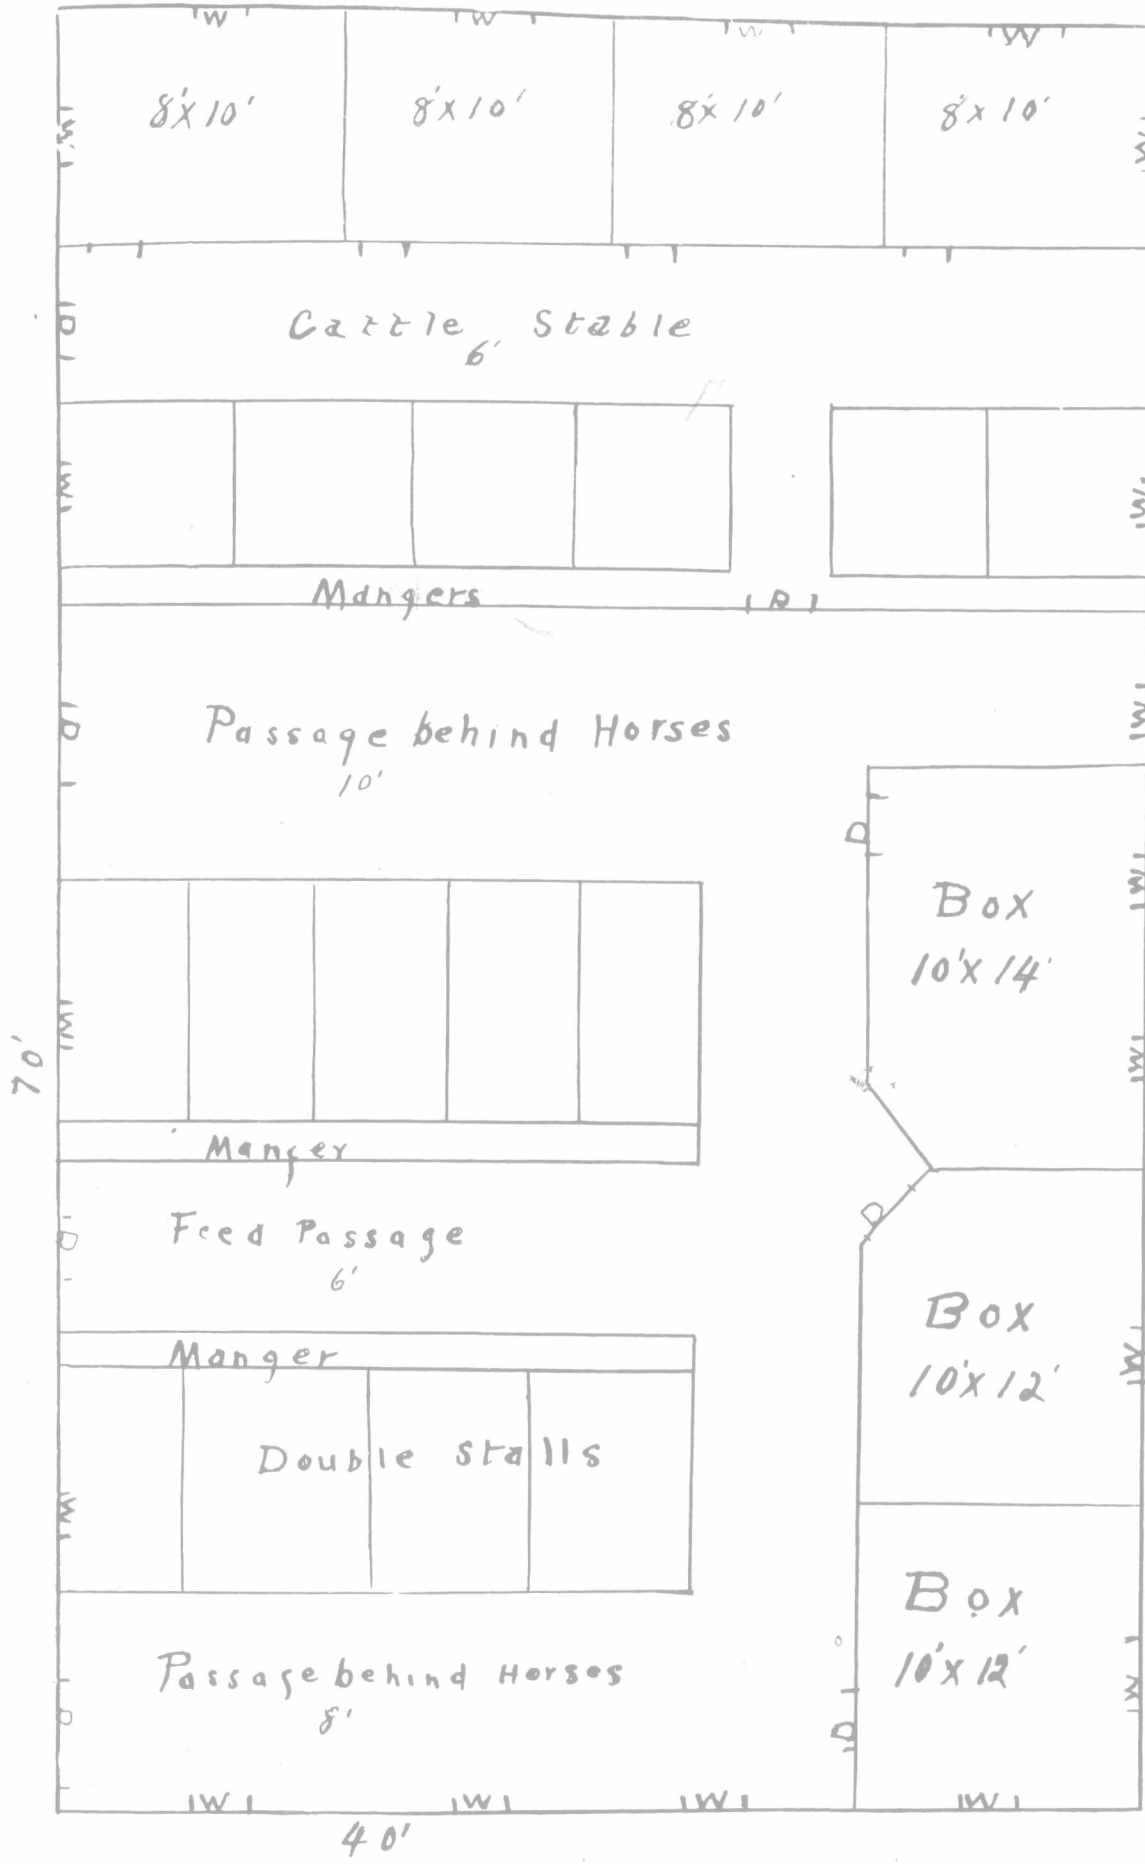 W W W W
8'x10' 8'x10' 8'x10' 8'x10'
W W
D
Cattle Stable
6'
W W
Mangers D
W
D
Passage behind Horses
10'
D
W
Box
10'x14'
W
W
70'
Manger
D
Feed Passage
6'
D
Box
10'x12'
W
Manger
Double Stalls
W
Box
10'x12'
W
Passage behind Horses
8'
D
D
W W W W
40'